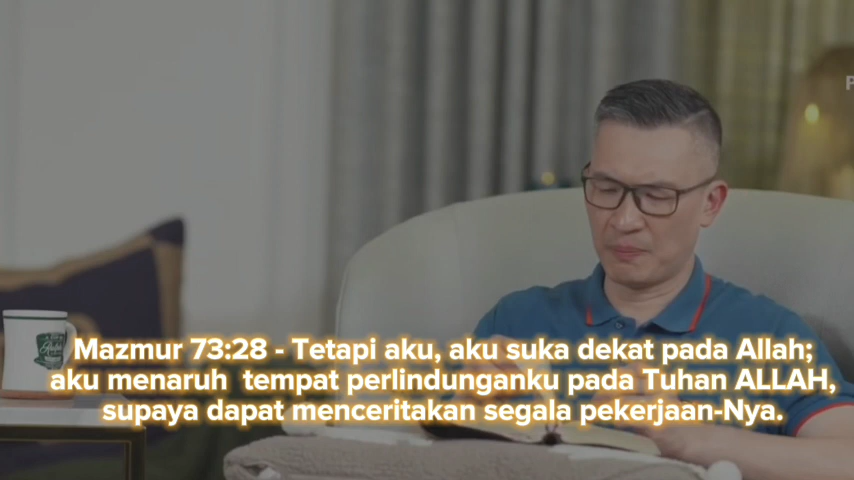 P
Mazmur 73:28 - Tetapi aku, aku suka dekat pada Allah;
aku menaruh tempat perlindunganku pada Tuhan ALLAH,
supaya dapat menceritakan segala pekerjaan-Nya.